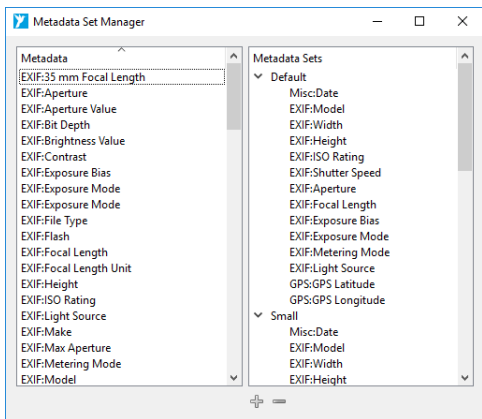 Metadata Set Manager
Metadata
EXIF:35 mm Focal Length
EXIF:Aperture
EXIF:Aperture Value
EXIF:Bit Depth
EXIF:Brightness Value
EXIF:Contrast
EXIF:Exposure Bias
EXIF:Exposure Mode
EXIF:Exposure Mode
EXIF:File Type
EXIF:Flash
EXIF:Focal Length
EXIF:Focal Length Unit
EXIF:Height
EXIF:ISO Rating
EXIF:Light Source
EXIF:Make
EXIF:Max Aperture
EXIF:Metering Mode
EXIF:Model
Metadata Sets
Default
Misc:Date
EXIF:Model
EXIF:Width
EXIF:Height
EXIF:ISO Rating
EXIF:Shutter Speed
EXIF:Aperture
EXIF:Focal Length
EXIF:Exposure Bias
EXIF:Exposure Mode
EXIF:Metering Mode
EXIF:Light Source
GPS:GPS Latitude
GPS:GPS Longitude
Small
Misc:Date
EXIF:Model
EXIF:Width
EXIF:Height